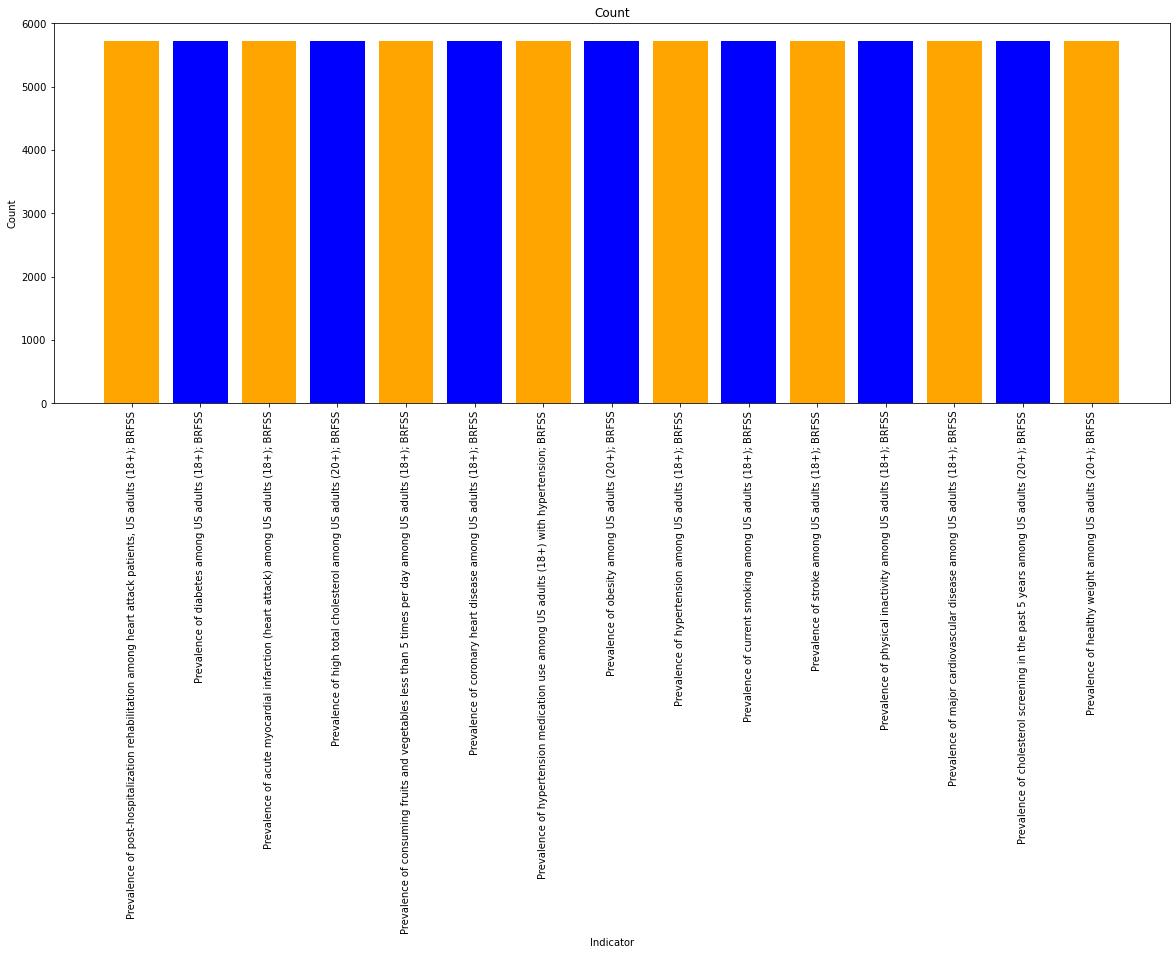 Count
6000
5000
4000
3000
2000
1000
0
Count
Prevalence of post-hospitalization rehabilitation among heart attack patients, US adults (18+); BRFSS
Prevalence of diabetes among US adults (18+); BRFSS
Prevalence of acute myocardial infarction (heart attack) among US adults (18+); BRFSS
Prevalence of high total cholesterol among US adults (20+); BRFSS
Prevalence of consuming fruits and vegetables less than 5 times per day among US adults (18+); BRFSS
Prevalence of coronary heart disease among US adults (18+); BRFSS
Prevalence of hypertension medication use among US adults (18+) with hypertension; BRFSS
Prevalence of obesity among US adults (20+); BRFSS
Prevalence of hypertension among US adults (18+); BRFSS
Prevalence of current smoking among US adults (18+); BRFSS
Prevalence of stroke among US adults (18+); BRFSS
Prevalence of physical inactivity among US adults (18+); BRFSS
Prevalence of major cardiovascular disease among US adults (18+); BRFSS
Prevalence of cholesterol screening in the past 5 years among US adults (20+); BRFSS
Prevalence of healthy weight among US adults (20+); BRFSS
Indicator